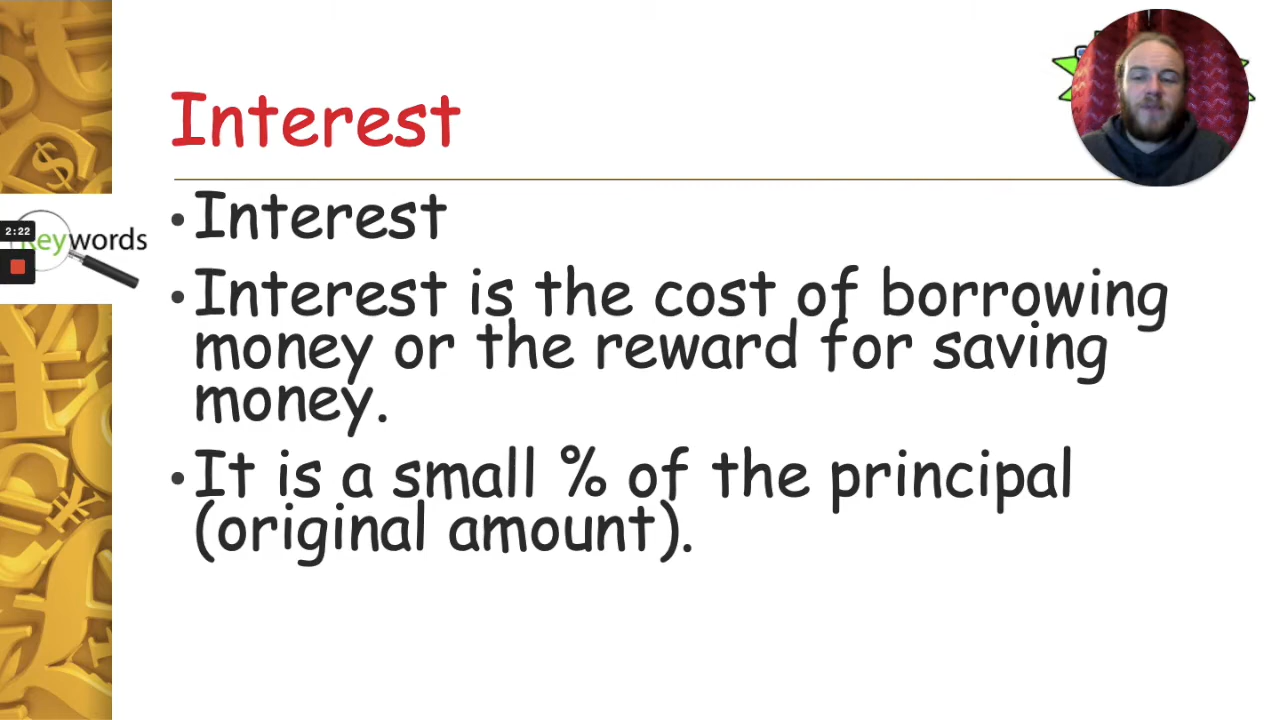 Interest
• Interest
2:22
Keywords
• Interest is the cost of borrowing
money or the reward for saving
money.
• It is a small % of the principal
(original amount).